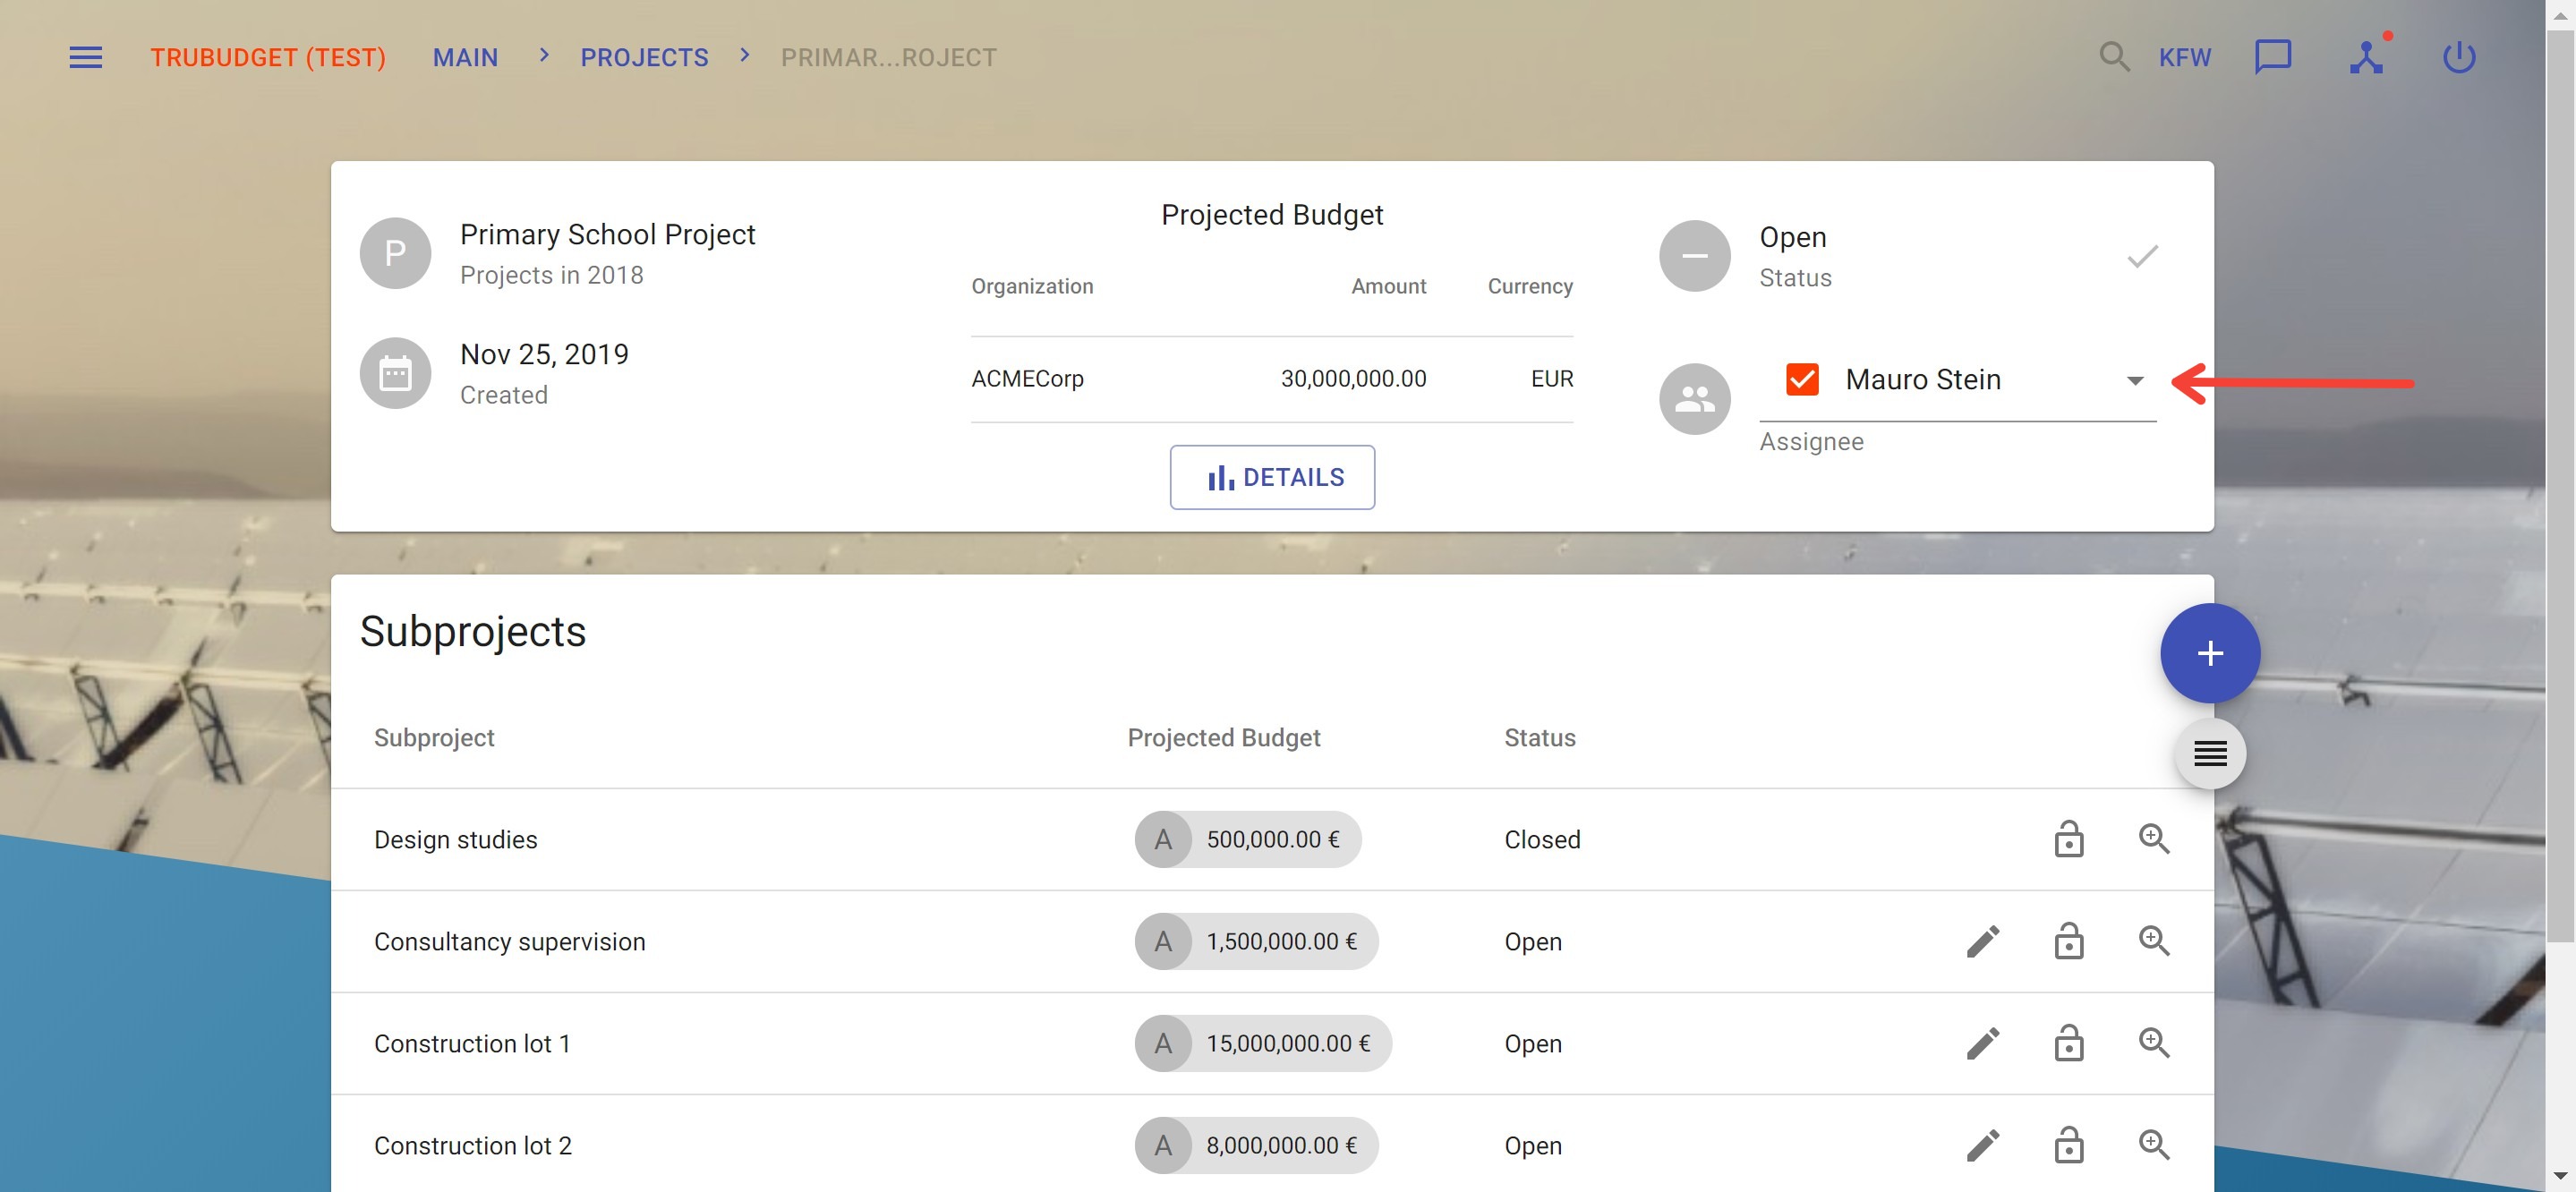 TRUBUDGET (TEST) MAIN > PROJECTS > PRIMAR...ROJECT KFW
P Primary School Project
Projects in 2018
Nov 25, 2019
Created
Projected Budget
Organization Amount Currency
ACMECorp 30,000,000.00 EUR
DETAILS
Open
Status
Mauro Stein
Assignee
Subprojects
Subproject Projected Budget Status
Design studies A 500,000.00 € Closed
Consultancy supervision A 1,500,000.00 € Open
Construction lot 1 A 15,000,000.00 € Open
Construction lot 2 A 8,000,000.00 € Open